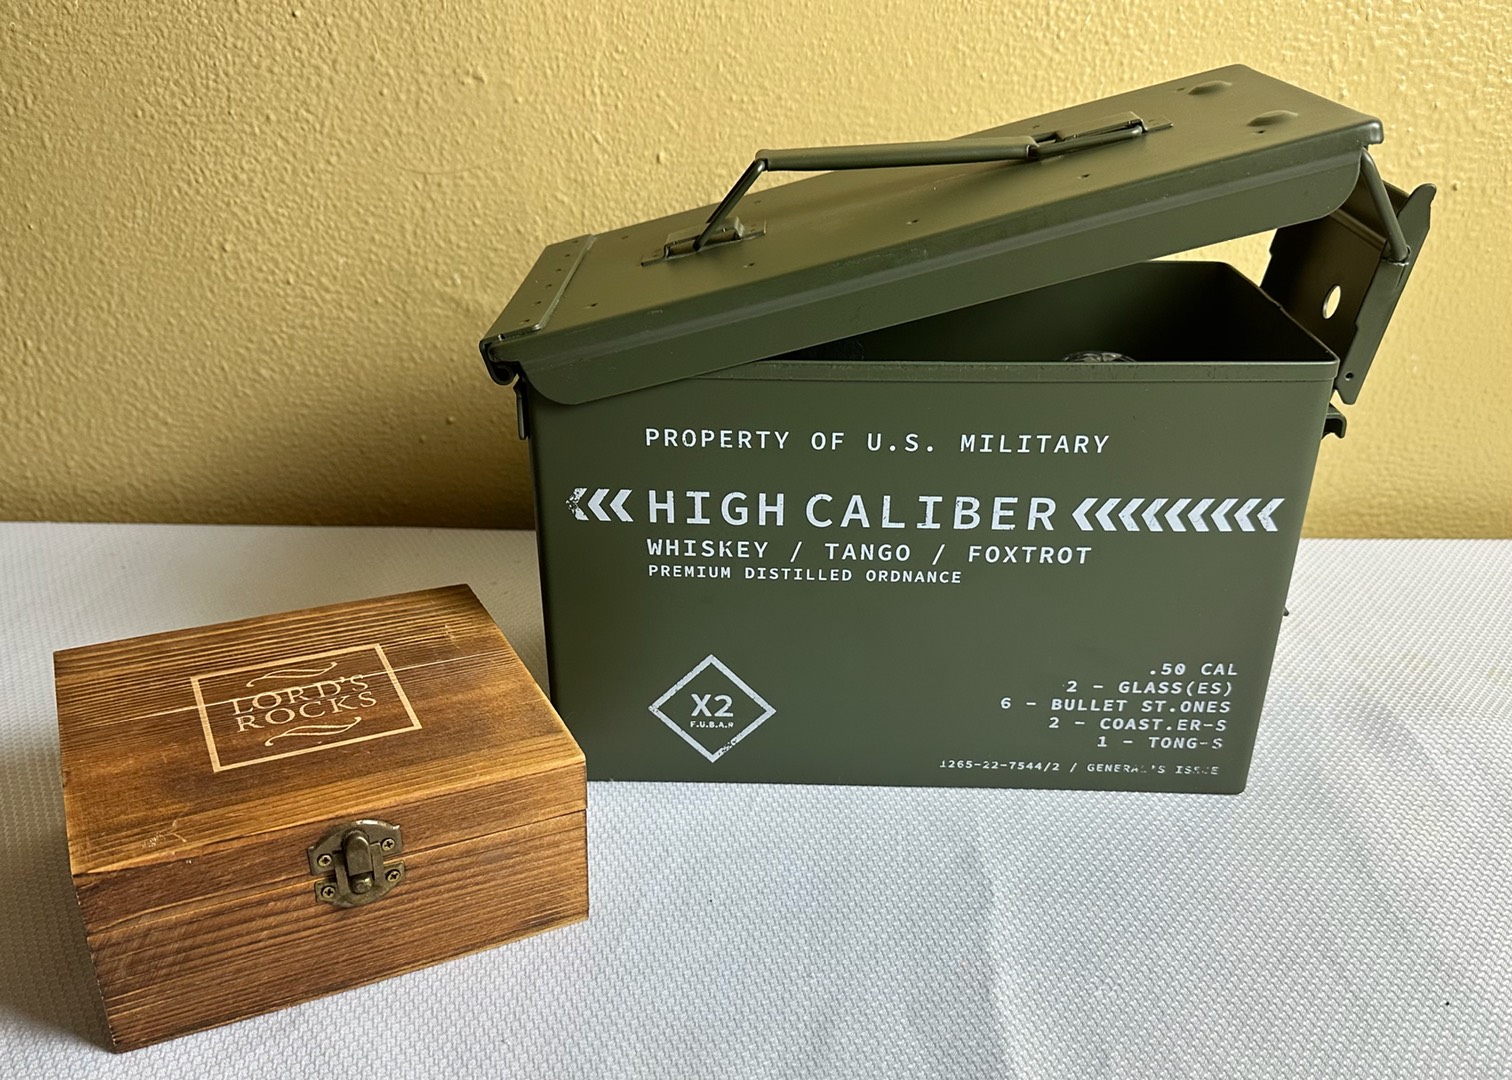 PROPERTY OF U.S. MILITARY
HIGH CALIBER
WHISKEY / TANGO / FOXTROT
PREMIUM DISTILLED ORDNANCE
X2
F.U.B.A.R
.50 CAL
2 - GLASS(ES)
6 - BULLET ST.ONES
2 - COAST.ER-S
1 - TONG-S
1265-22-7544/2 / GENERAL'S ISSUE
LORD'S
ROCKS